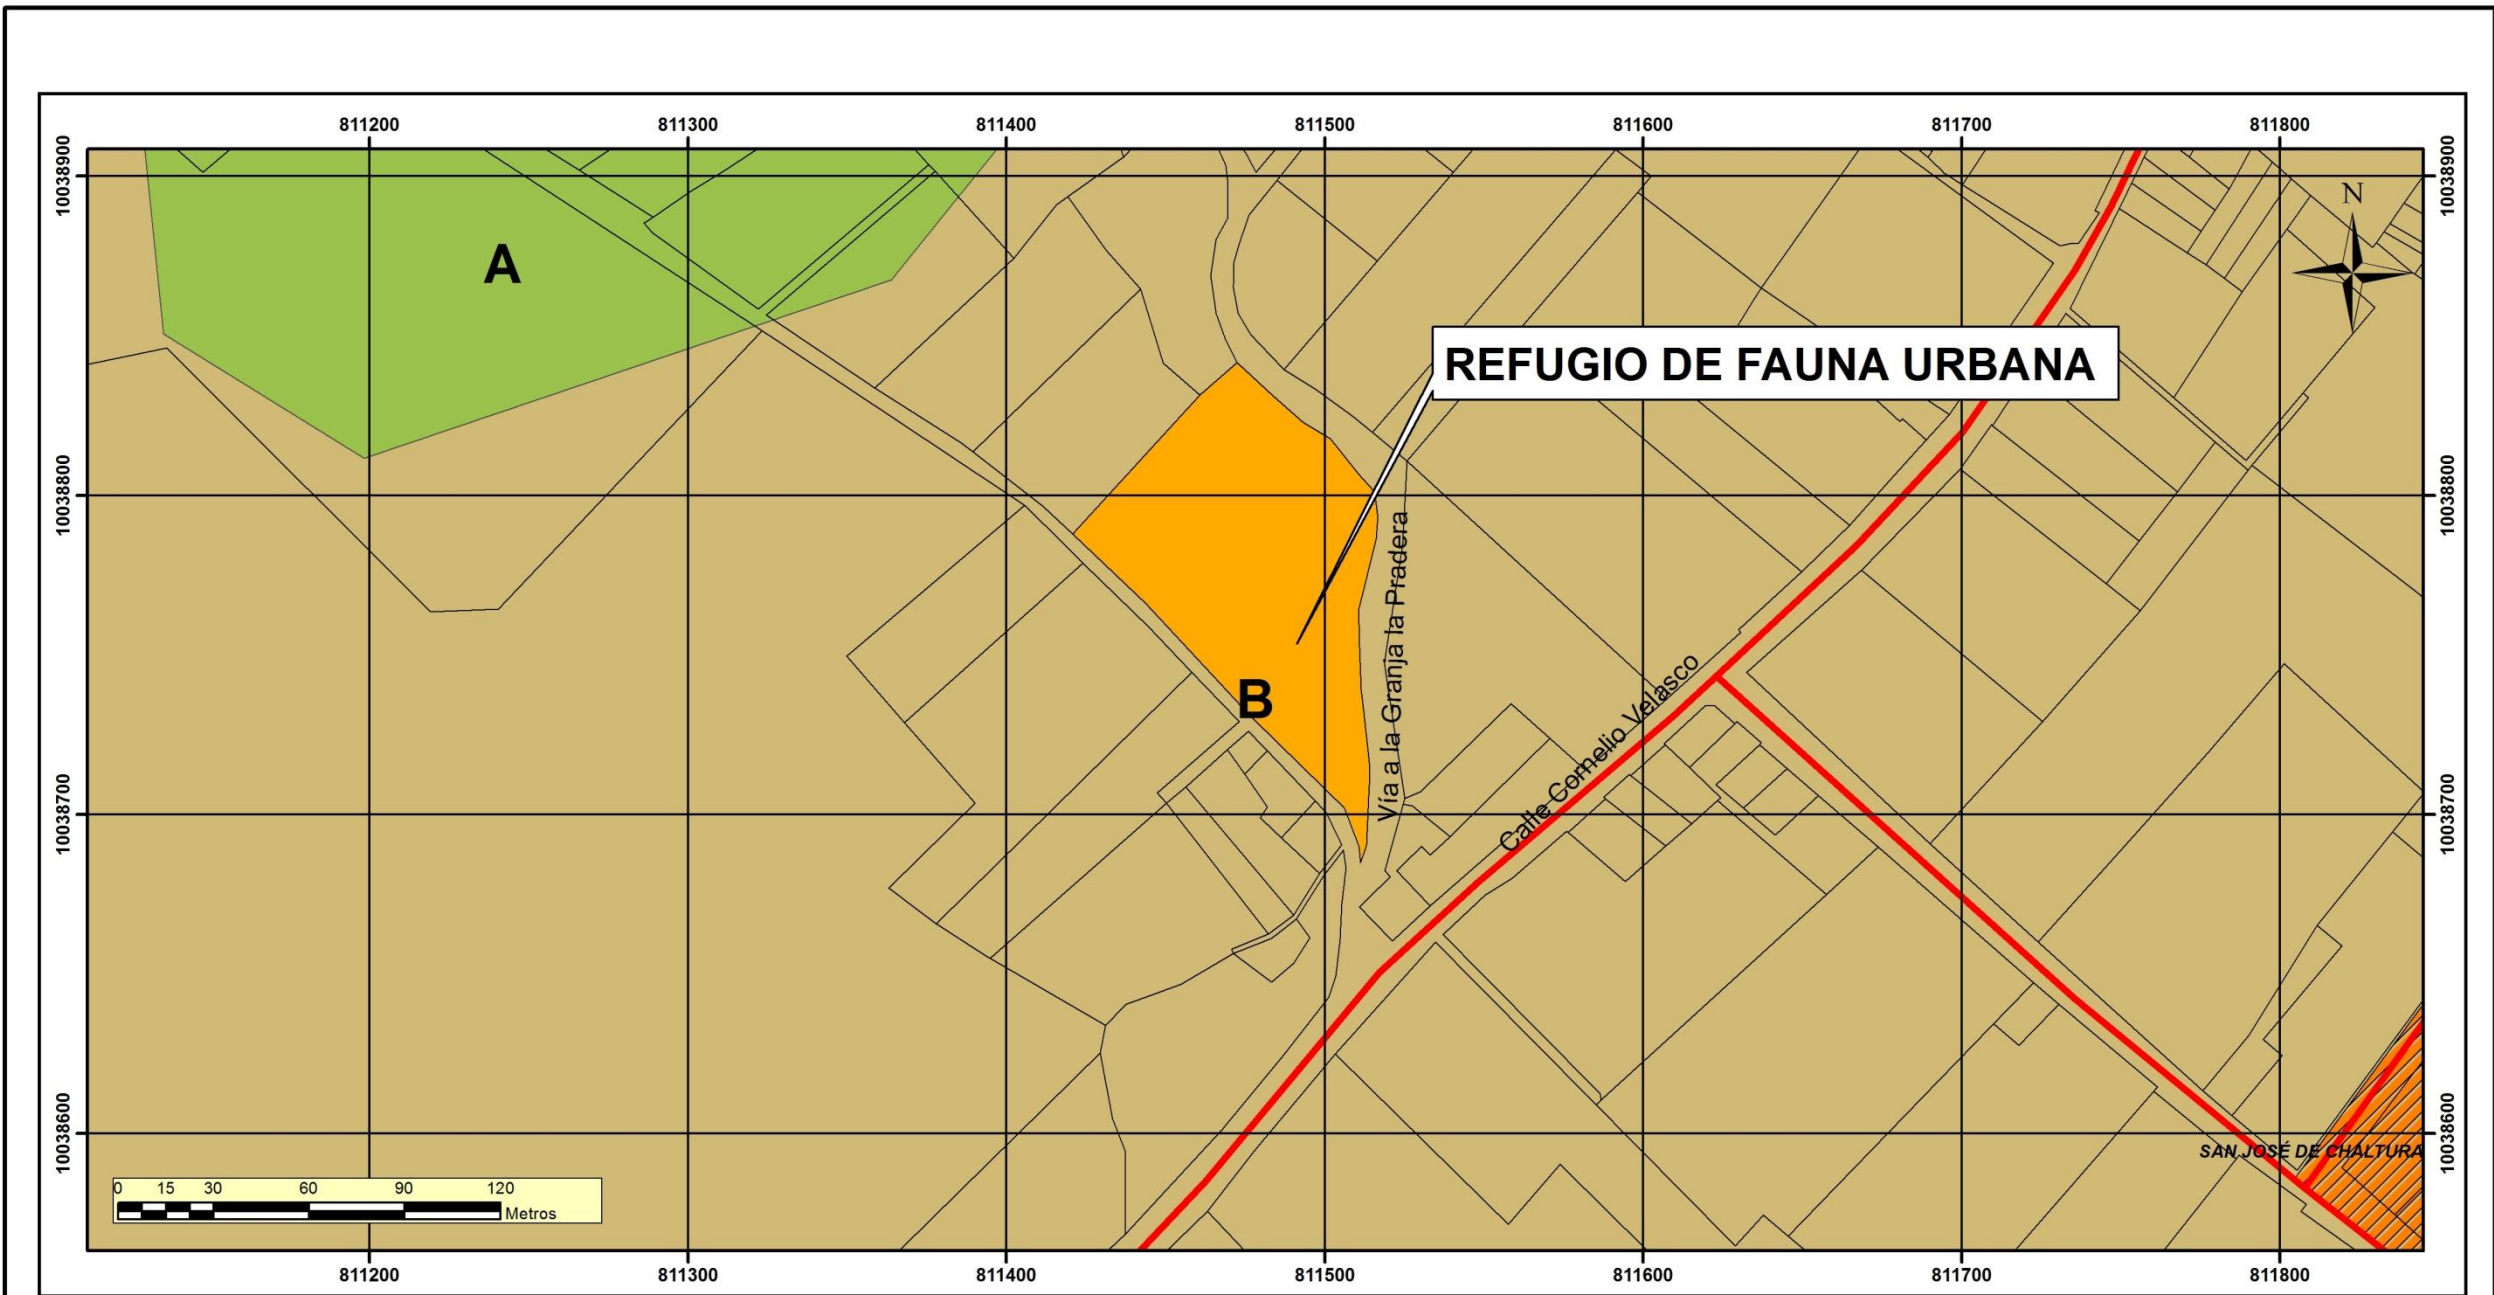 811200 811300 811400 811500 811600 811700 811800
10038900 10038900
N
A
REFUGIO DE FAUNA URBANA
10038800 10038800
Vía a la Granja la Pradera
Calle Cornelio Velasco
B
10038700 10038700
10038600 10038600
SAN JOSÉ DE CHALTURA
0 15 30 60 90 120
Metros
811200 811300 811400 811500 811600 811700 811800